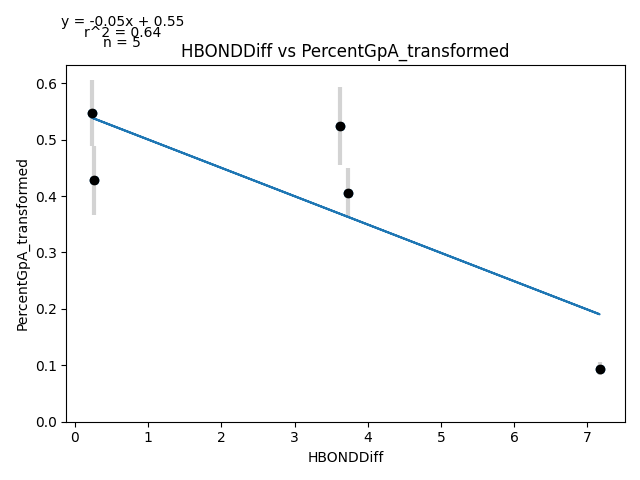 y = -0.05x + 0.55
r^2 = 0.64
n = 5
HBONDDiff vs PercentGpA_transformed
0.6
0.5
0.4
0.3
0.2
0.1
0.0
PercentGpA_transformed
0 1 2 3 4 5 6 7
HBONDDiff